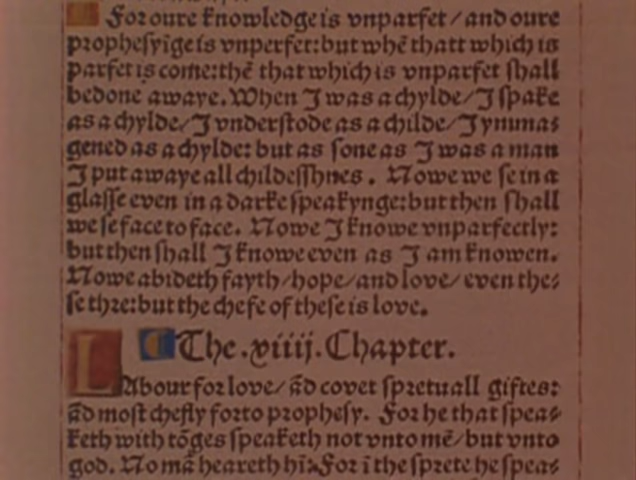 For oure knowledge is vnparfet / and oure
prophesyige is vnperfet: but whē thatt which is
parfet is come: thē that which is vnparfet shall
be done awaye. When I was a chylde / I spake
as a chylde / I vnderstode as a childe / I ymma⸗
gened as a chylde: but as sone as I was a man
I put awaye all childesshnes. Nowe we se in a
glasse even in a darke speakynge: but then shall
we se face to face. Nowe I knowe vnparfectly:
but then shall I knowe even as I am knowen.
Nowe abideth fayth / hope / and love / even the⸗
se thre: but the chefe of these is love.
The .xiiij. Chapter.
LAbour for love / ād covet spretuall giftes:
ād most chefly for to prophesy. For he that spea⸗
keth with tōges speaketh not vnto mē / but vnto
god. No mā heareth hī: For ī the sprete he spea⸗